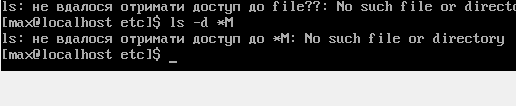 ls: не вдалося отримати доступ до file??: No such file or directo
[max@localhost etc]$ ls -d *M
ls: не вдалося отримати доступ до *M: No such file or directory
[max@localhost etc]$ _